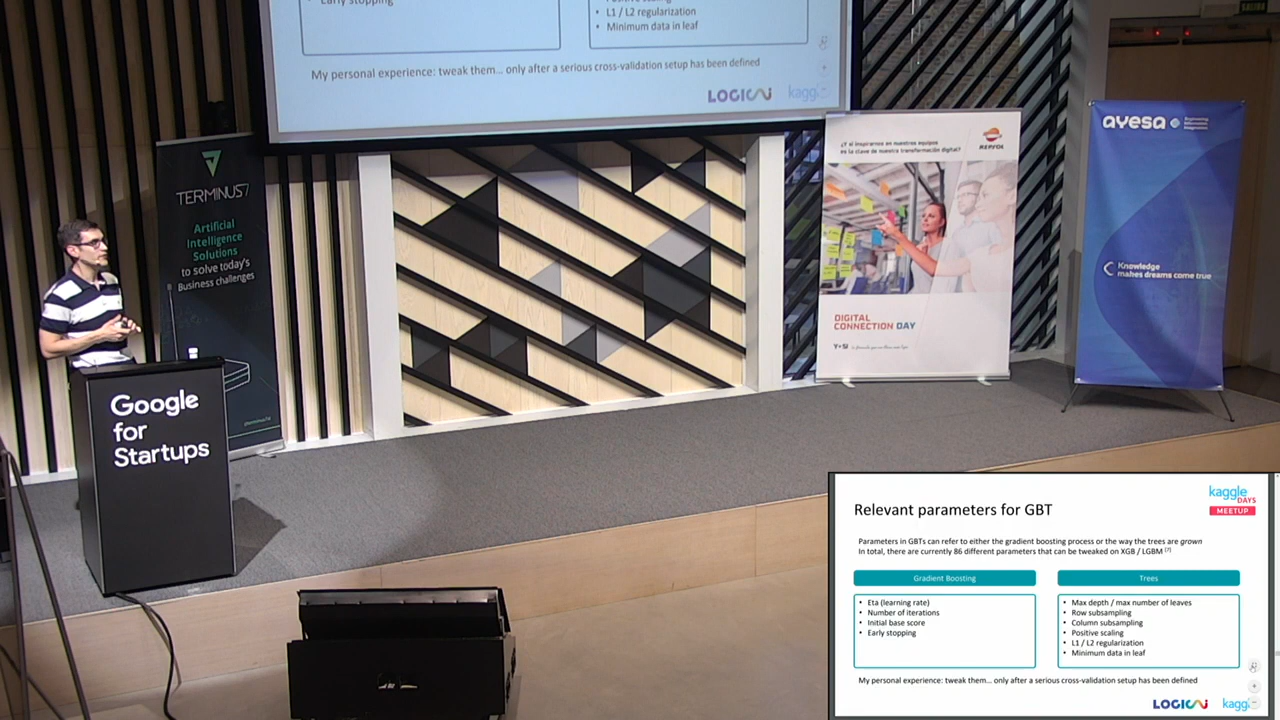 Early stopping
L1 / L2 regularization
Minimum data in leaf
My personal experience: tweak them... only after a serious cross-validation setup has been defined
LOGICAI
kaggle
TERMINUS7
Artificial
Intelligence
Solutions
to solve today's
Business challenges
Google
for
Startups
¿Y si inspiramos en nuestros equipos
es la clave de nuestra transformación digital?
REPSOL
DIGITAL
CONNECTION DAY
ayesa
Knowledge
makes dreams come true
kaggle
DAYS
MEETUP
Relevant parameters for GBT
Parameters in GBTs can refer to either the gradient boosting process or the way the trees are grown
In total, there are currently 86 different parameters that can be tweaked on XGB / LGBM [7]
Gradient Boosting
• Eta (learning rate)
• Number of iterations
• Initial base score
• Early stopping
Trees
• Max depth / max number of leaves
• Row subsampling
• Column subsampling
• Positive scaling
• L1 / L2 regularization
• Minimum data in leaf
My personal experience: tweak them... only after a serious cross-validation setup has been defined
LOGICAI
kaggle